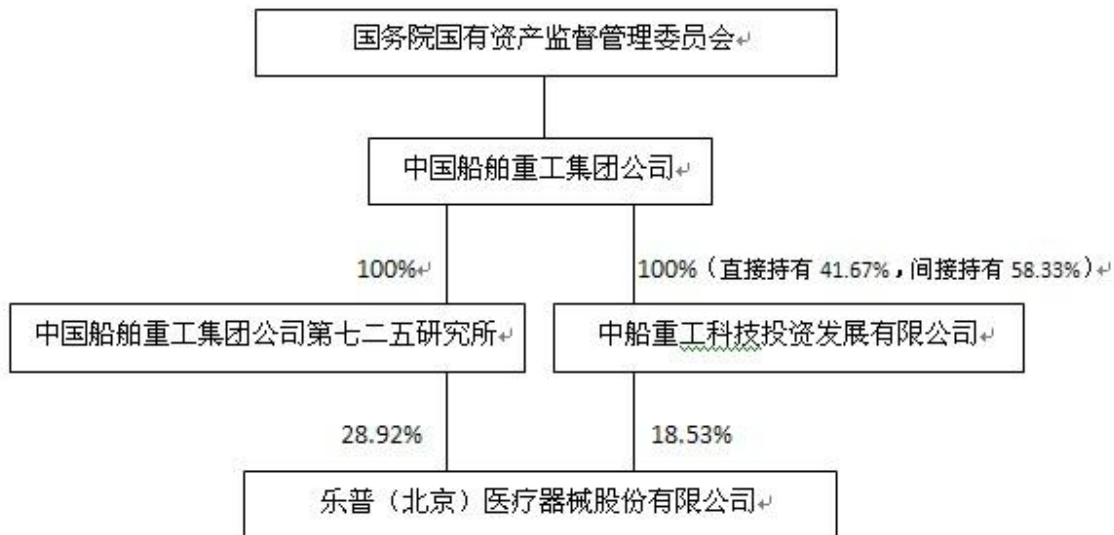 国务院国有资产监督管理委员会
中国船舶重工集团公司
100%
100%（直接持有 41.67%，间接持有 58.33%）
中国船舶重工集团公司第七二五研究所
中船重工科技投资发展有限公司
28.92%
18.53%
乐普（北京）医疗器械股份有限公司